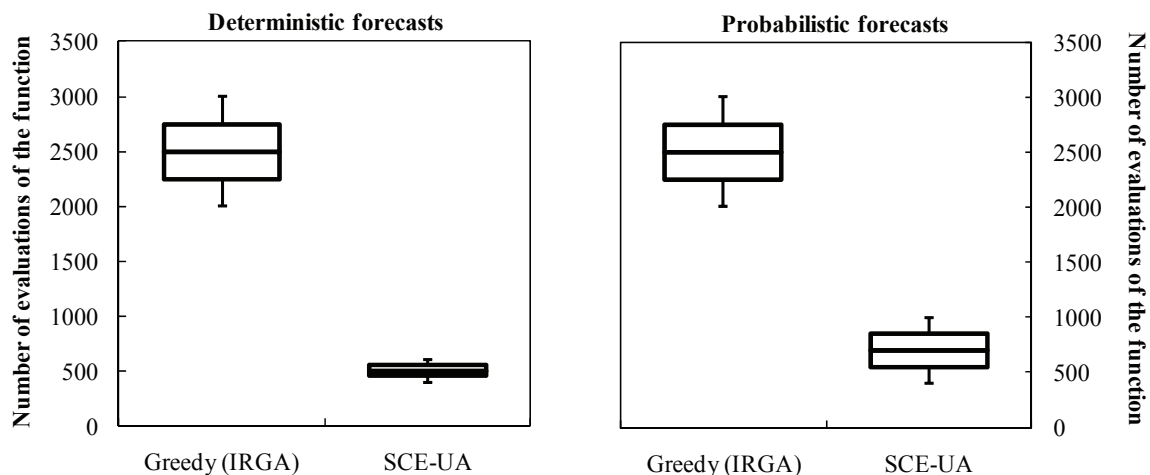 Deterministic forecasts
Number of evaluations of the function
3500
3000
2500
2000
1500
1000
500
0
Greedy (IRGA)
SCE-UA
Probabilistic forecasts
3500
3000
2500
2000
1500
1000
500
0
Number of evaluations of the function
Greedy (IRGA)
SCE-UA